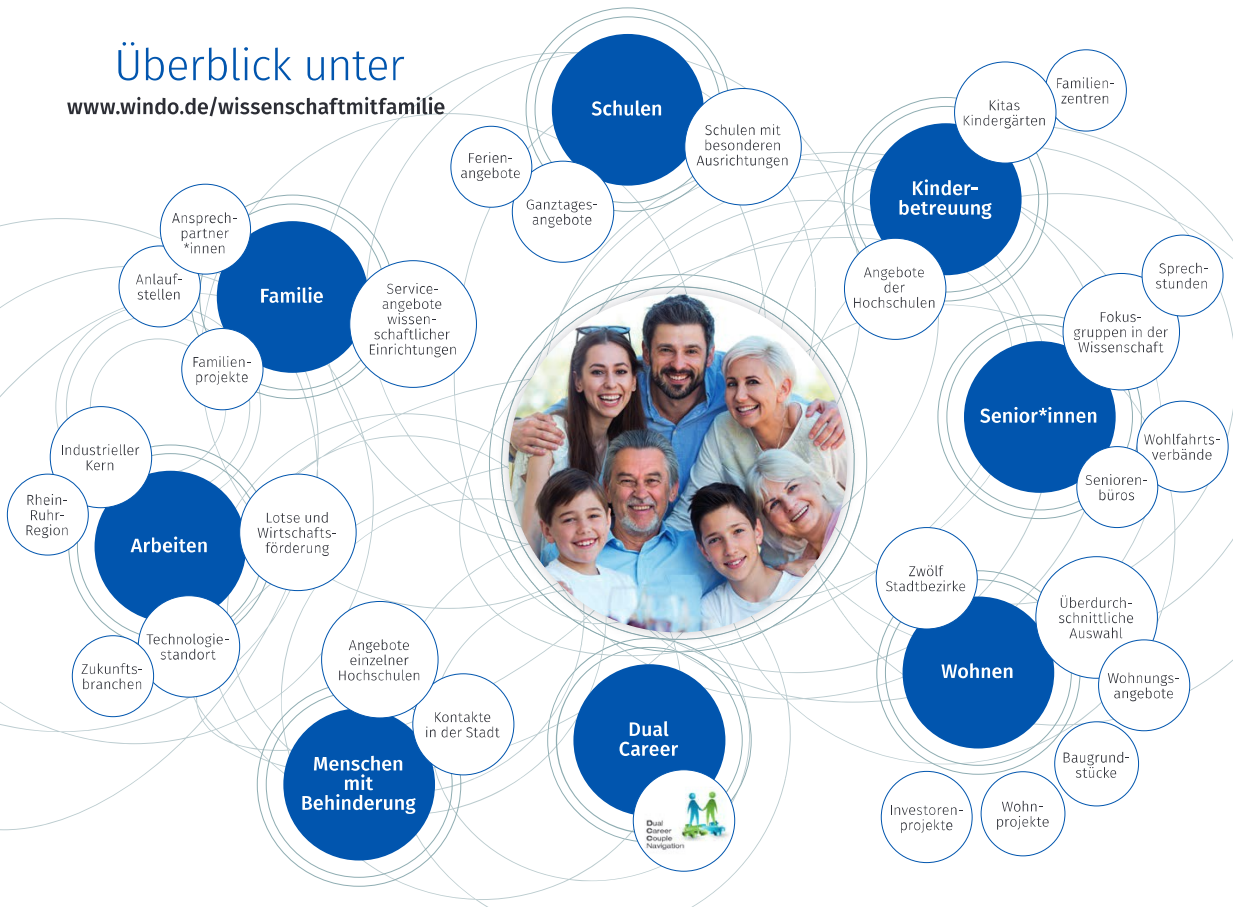 Überblick unter
www.windo.de/wissenschaftmitfamilie
Schulen
Schulen mit
besonderen
Ausrichtungen
Ferien-
angebote
Ganztages-
angebote
Kinder-
betreuung
Kitas
Kindergärten
Familien-
zentren
Angebote
der
Hochschulen
Familie
Ansprech-
partner
*innen
Anlauf-
stellen
Familien-
projekte
Service-
angebote
wissen-
schaftlicher
Einrichtungen
Senior*innen
Sprech-
stunden
Fokus-
gruppen in der
Wissenschaft
Wohlfahrts-
verbände
Senioren-
büros
Arbeiten
Industrieller
Kern
Rhein-
Ruhr-
Region
Lotse und
Wirtschafts-
förderung
Technologie-
standort
Zukunfts-
branchen
Menschen
mit
Behinderung
Angebote
einzelner
Hochschulen
Kontakte
in der Stadt
Dual
Career
Dual
Career
Couple
Navigation
Wohnen
Zwölf
Stadtbezirke
Überdurch-
schnittliche
Auswahl
Wohnungs-
angebote
Baugrund-
stücke
Wohn-
projekte
Investoren-
projekte